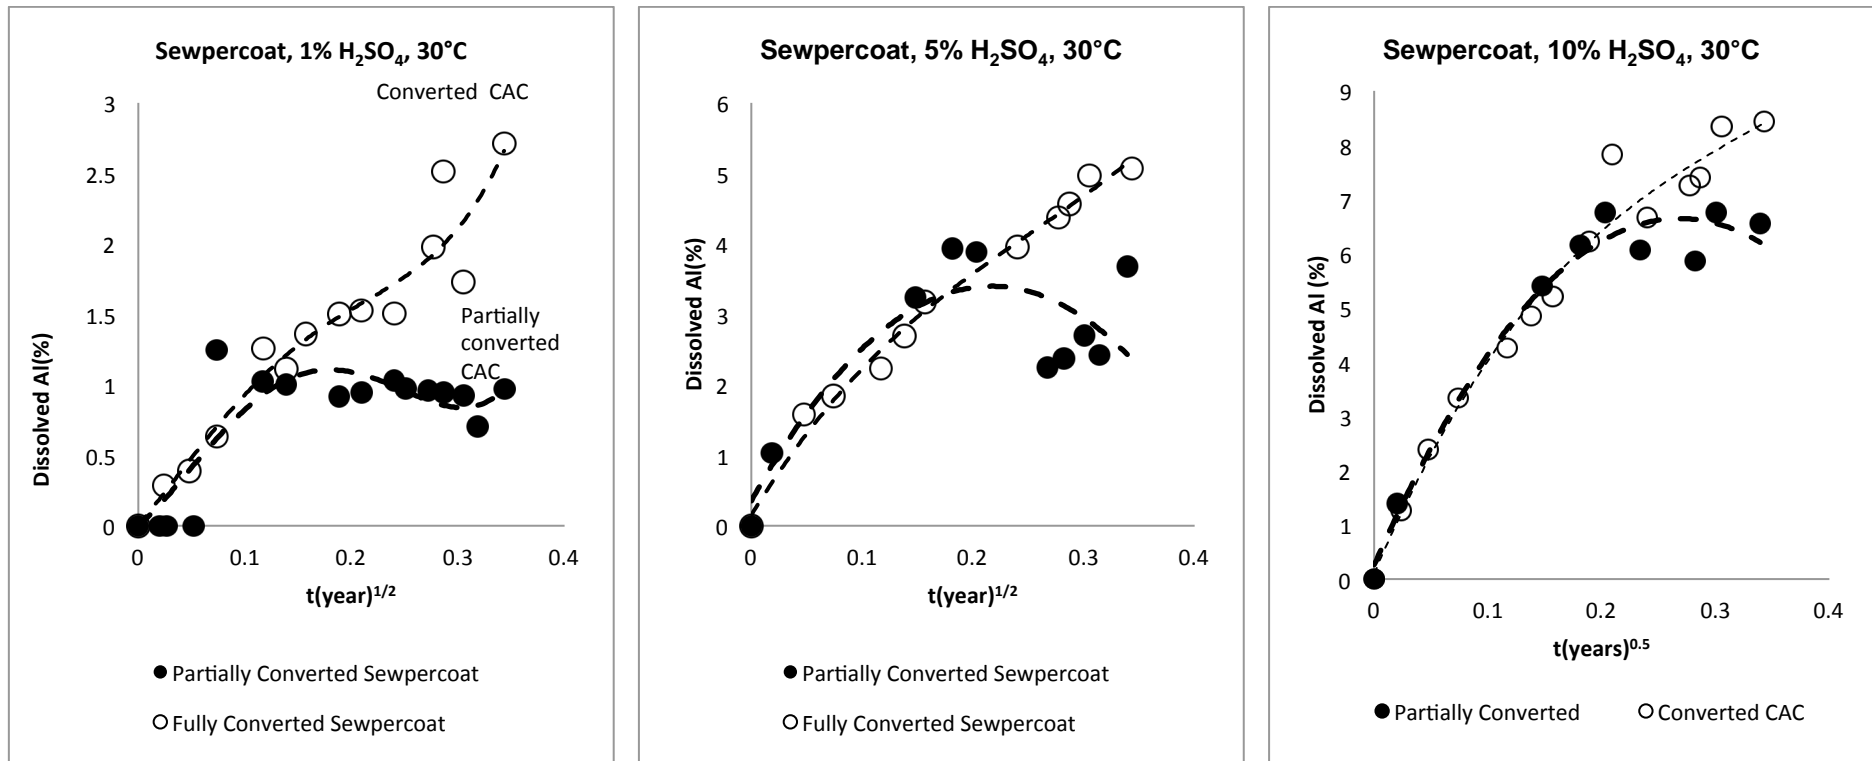 Sewpercoat, 1% H₂SO₄, 30°C
Converted CAC
3
2.5
2
1.5
1
0.5
0
Dissolved Al(%)
Partially
converted
CAC
0 0.1 0.2 0.3 0.4
t(year)¹/²
Partially Converted Sewpercoat
Fully Converted Sewpercoat
Sewpercoat, 5% H₂SO₄, 30°C
6
5
4
3
2
1
0
Dissolved Al(%)
0 0.1 0.2 0.3 0.4
t(year)¹/²
Partially Converted Sewpercoat
Fully Converted Sewpercoat
Sewpercoat, 10% H₂SO₄, 30°C
9
8
7
6
5
4
3
2
1
0
Dissolved Al (%)
0 0.1 0.2 0.3 0.4
t(years)⁰·⁵
Partially Converted Converted CAC